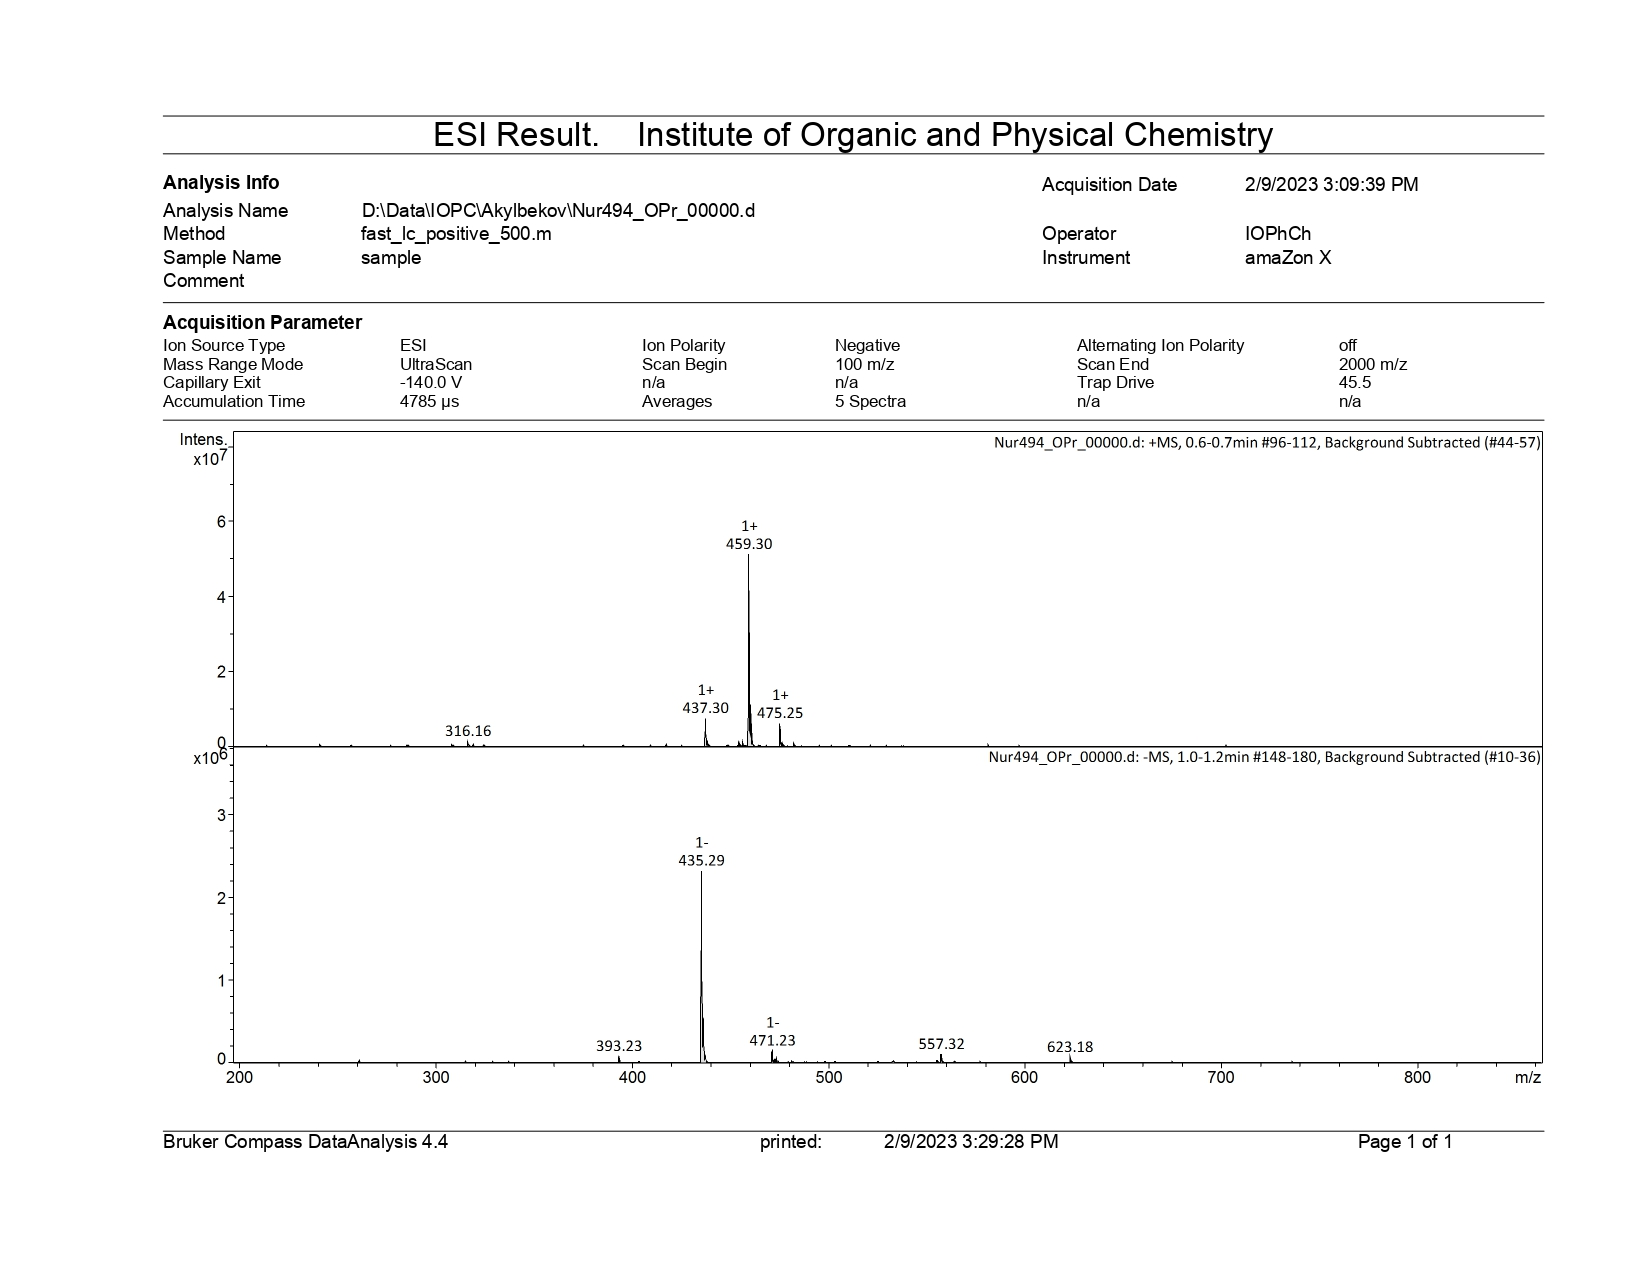 ESI Result. Institute of Organic and Physical Chemistry
Analysis Info
Acquisition Date 2/9/2023 3:09:39 PM
Analysis Name D:\Data\IOPC\Akylbekov\Nur494_OPr_00000.d
Method fast_lc_positive_500.m Operator IOPhCh
Sample Name sample Instrument amaZon X
Comment
Acquisition Parameter
Ion Source Type ESI Ion Polarity Negative Alternating Ion Polarity off
Mass Range Mode UltraScan Scan Begin 100 m/z Scan End 2000 m/z
Capillary Exit -140.0 V n/a n/a Trap Drive 45.5
Accumulation Time 4785 µs Averages 5 Spectra n/a n/a
Intens.
x10⁷
Nur494_OPr_00000.d: +MS, 0.6-0.7min #96-112, Background Subtracted (#44-57)
6
1+
459.30
4
2
1+
437.30
1+
475.25
316.16
0
x10⁶
Nur494_OPr_00000.d: -MS, 1.0-1.2min #148-180, Background Subtracted (#10-36)
3
1-
435.29
2
1
1-
471.23
393.23
557.32
623.18
0
200 300 400 500 600 700 800 m/z
Bruker Compass DataAnalysis 4.4 printed: 2/9/2023 3:29:28 PM Page 1 of 1